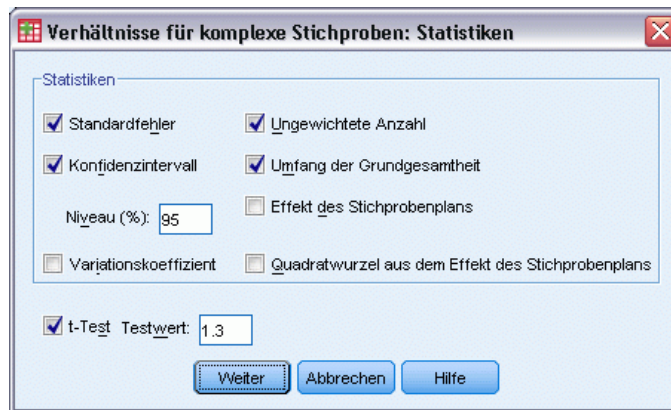 Verhältnisse für komplexe Stichproben: Statistiken
Statistiken
Standardfehler
Ungewichtete Anzahl
Konfidenzintervall
Umfang der Grundgesamtheit
Niveau (%): 95
Effekt des Stichprobenplans
Variationskoeffizient
Quadratwurzel aus dem Effekt des Stichprobenplans
t-Test Testwert: 1.3
Weiter
Abbrechen
Hilfe